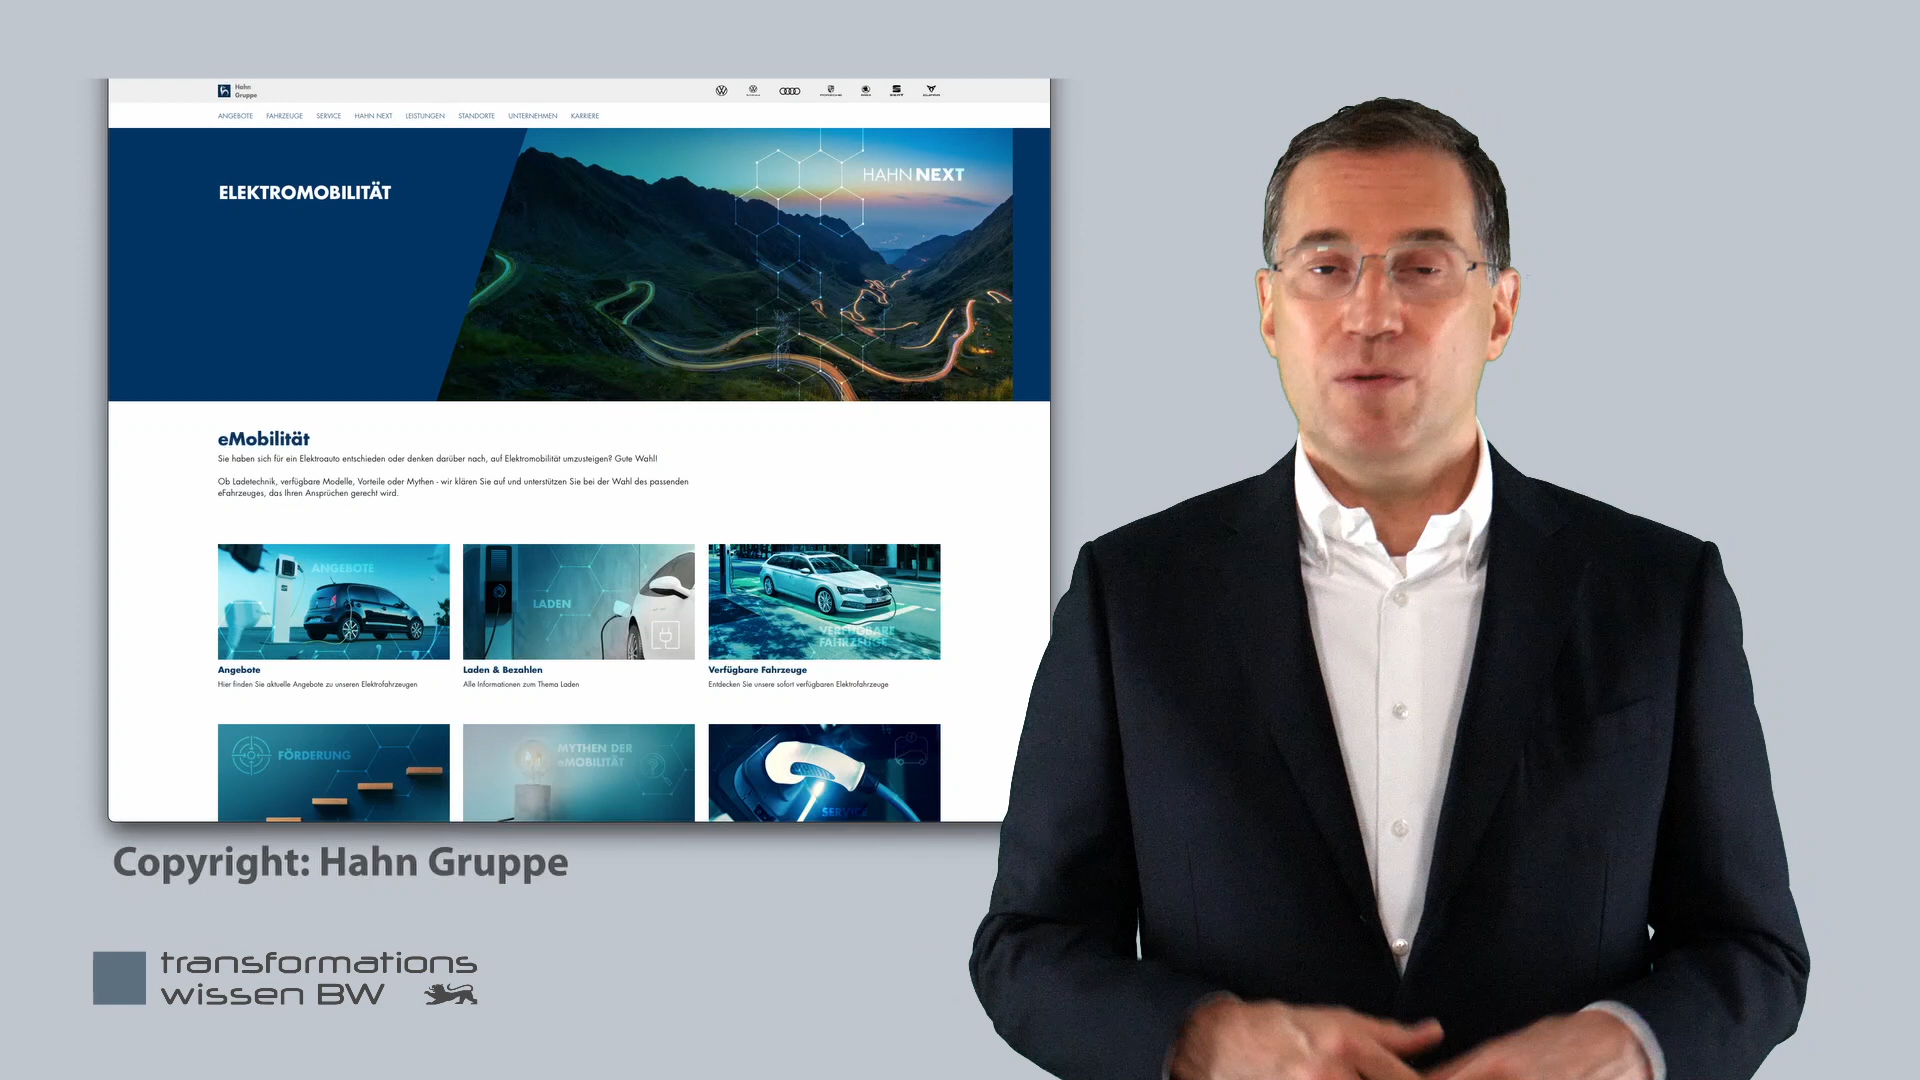 Hahn
Gruppe
ANGEBOTE FAHRZEUGE SERVICE HAHN NEXT LEISTUNGEN STANDORTE UNTERNEHMEN KARRIERE
ELEKTROMOBILITÄT
HAHN NEXT
eMobilität
Sie haben sich für ein Elektroauto entschieden oder denken darüber nach, auf Elektromobilität umzusteigen? Gute Wahl!
Ob Ladetechnik, verfügbare Modelle, Vorteile oder Mythen - wir klären Sie auf und unterstützen Sie bei der Wahl des passenden
eFahrzeuges, das Ihren Ansprüchen gerecht wird.
ANGEBOTE
LADEN
VERFÜGBARE
FAHRZEUGE
Angebote
Laden & Bezahlen
Verfügbare Fahrzeuge
Hier finden Sie aktuelle Angebote zu unseren Elektrofahrzeugen
Alle Informationen zum Thema Laden
Entdecken Sie unsere sofort verfügbaren Elektrofahrzeuge
FÖRDERUNG
MYTHEN DER
eMOBILITÄT
SERVICE
Copyright: Hahn Gruppe
transformations
wissen BW